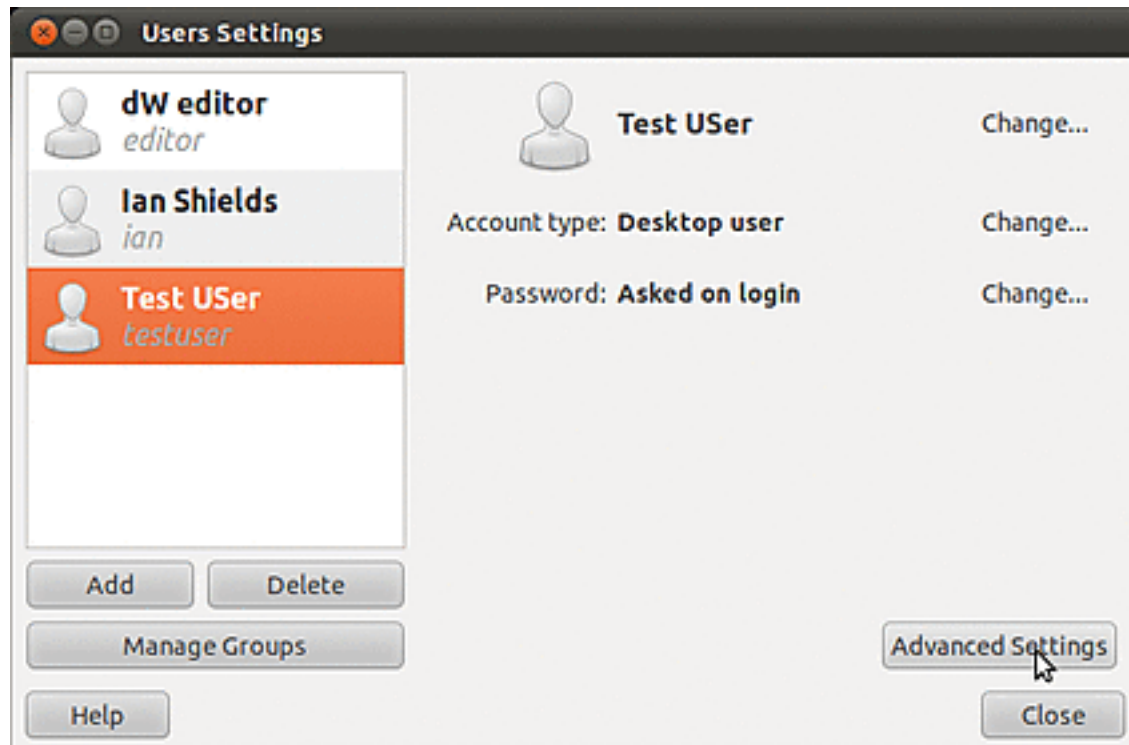 Users Settings
dW editor
editor
Ian Shields
ian
Test USer
testuser
Add
Delete
Manage Groups
Help
Test USer
Change...
Account type: Desktop user
Change...
Password: Asked on login
Change...
Advanced Settings
Close